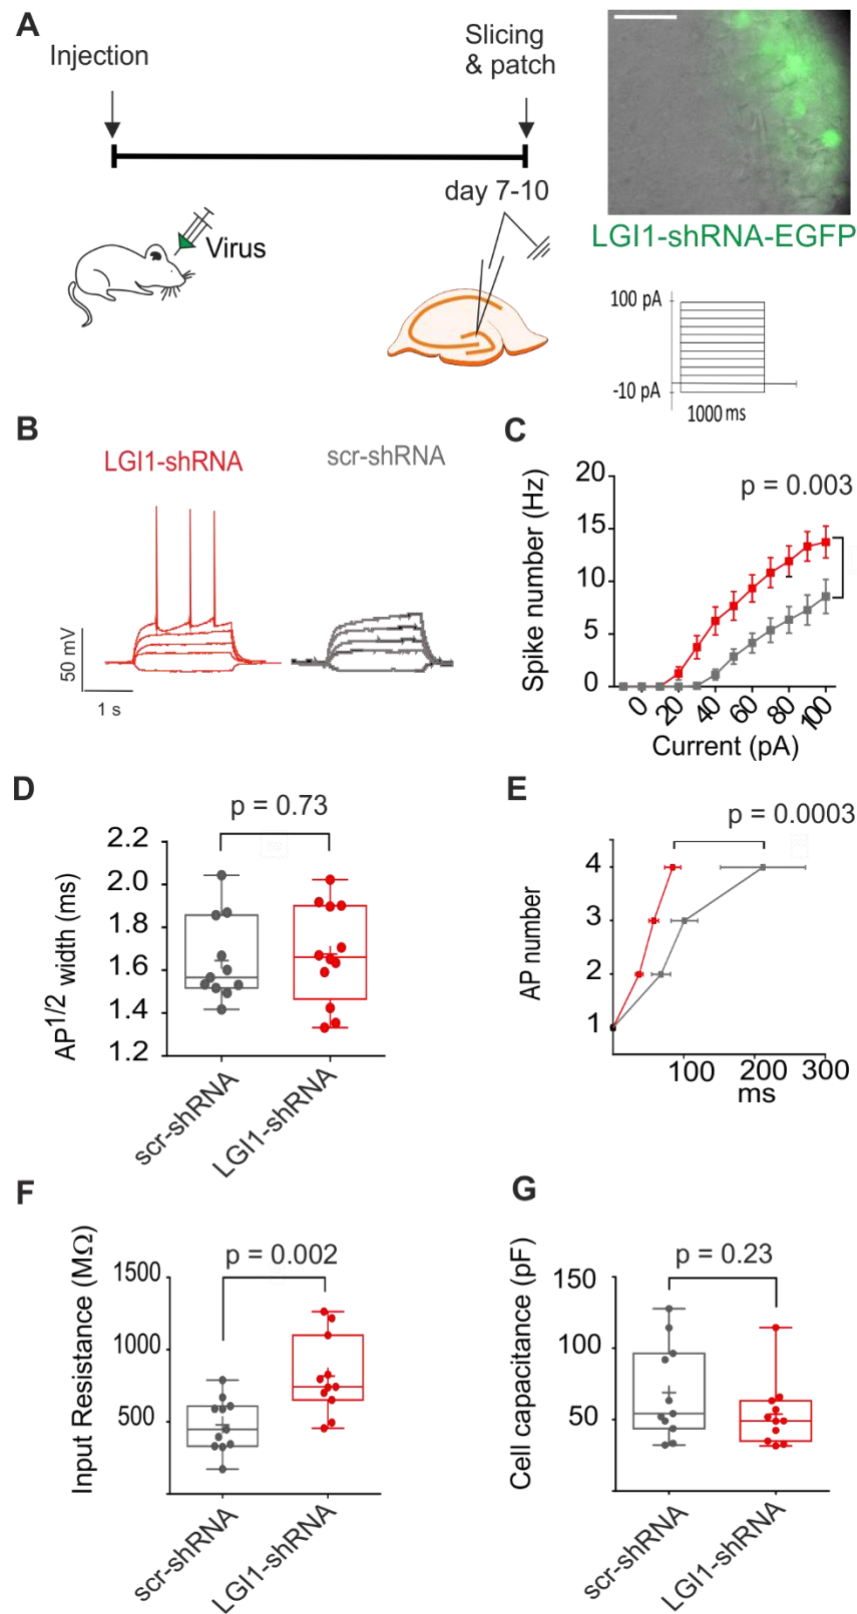 A
Injection
Slicing
& patch
day 7-10
Virus
LGI1-shRNA-EGFP
100 pA
-10 pA
1000 ms
B
LGI1-shRNA
scr-shRNA
50 mV
1 s
C
p = 0.003
Spike number (Hz)
20
15
10
5
0
0 20 40 60 80 100
Current (pA)
D
p = 0.73
AP1/2 width (ms)
2.2
2.0
1.8
1.6
1.4
1.2
scr-shRNA
LGI1-shRNA
E
p = 0.0003
AP number
4
3
2
1
100 200 300
ms
F
p = 0.002
Input Resistance (MΩ)
1500
1000
500
scr-shRNA
LGI1-shRNA
G
p = 0.23
Cell capacitance (pF)
150
100
50
scr-shRNA
LGI1-shRNA